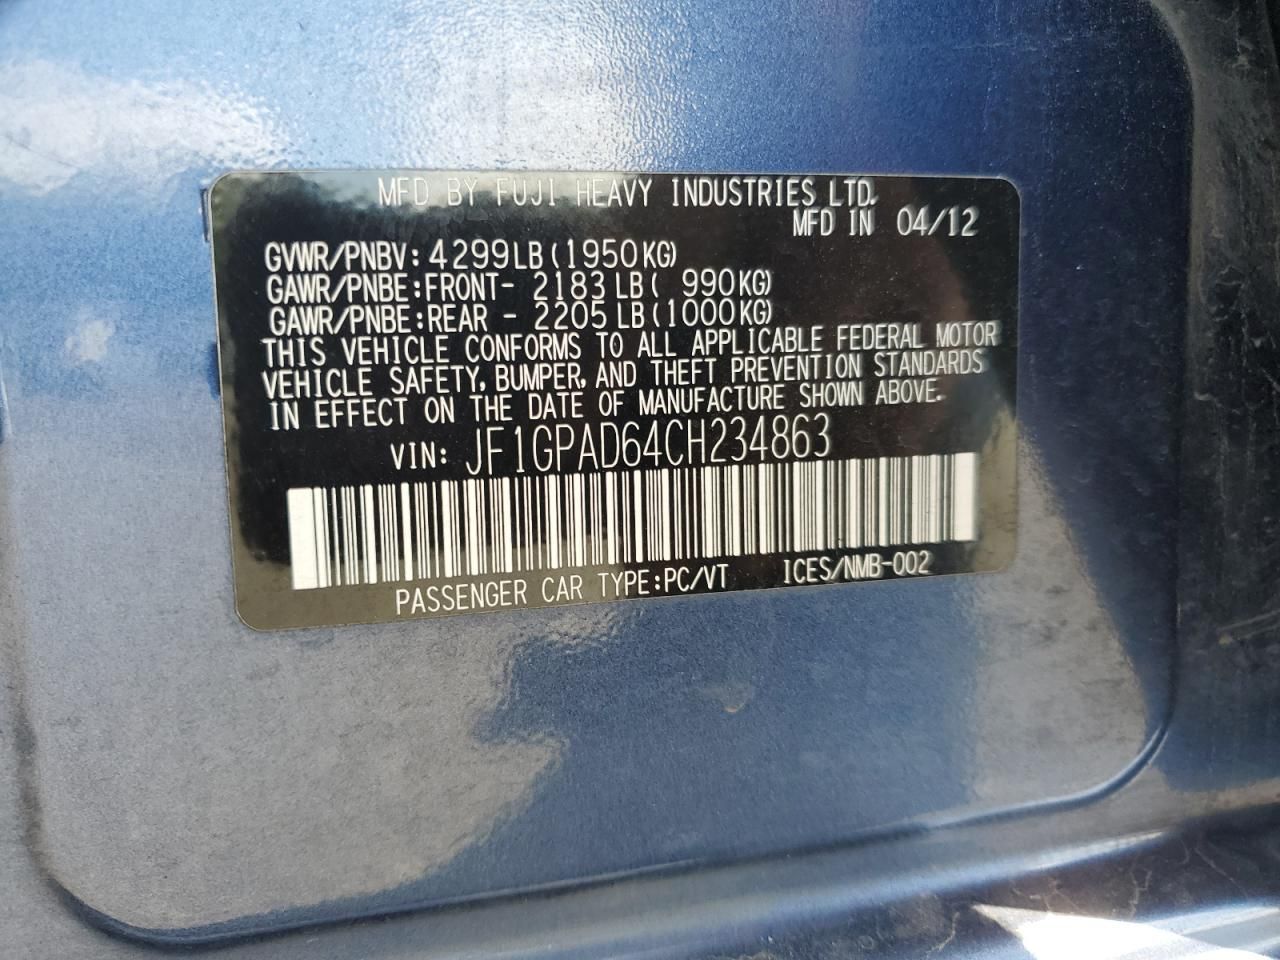 MFD BY FUJI HEAVY INDUSTRIES LTD.
MFD IN 04/12
GVWR/PNBV: 4299LB(1950KG)
GAWR/PNBE:FRONT- 2183LB( 990KG)
GAWR/PNBE:REAR - 2205LB(1000KG)
THIS VEHICLE CONFORMS TO ALL APPLICABLE FEDERAL MOTOR
VEHICLE SAFETY, BUMPER, AND THEFT PREVENTION STANDARDS
IN EFFECT ON THE DATE OF MANUFACTURE SHOWN ABOVE.
VIN: JF1GPAD64CH234863
PASSENGER CAR TYPE:PC/VT ICES/NMB-002